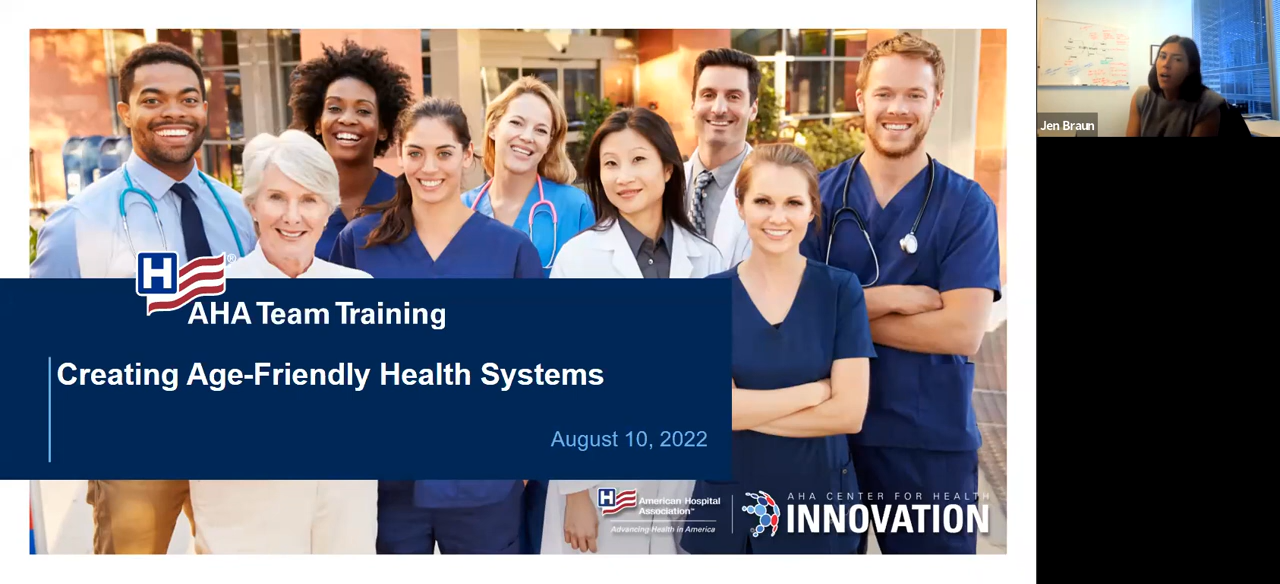 H®
AHA Team Training
Creating Age-Friendly Health Systems
August 10, 2022
H American Hospital
Association™
Advancing Health in America
AHA CENTER FOR HEALTH
INNOVATION
Jen Braun